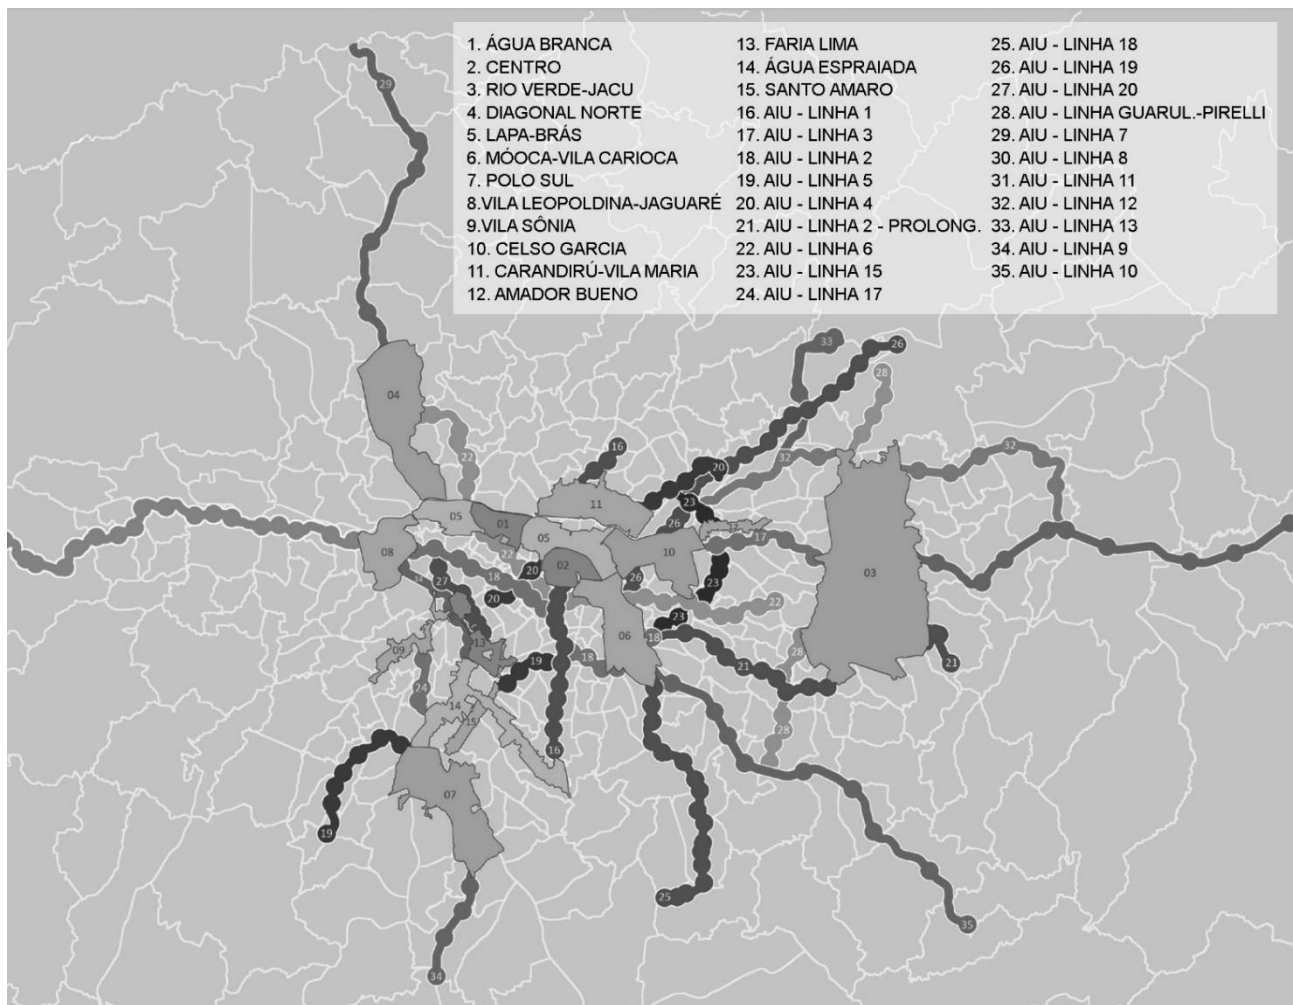 1. ÁGUA BRANCA
2. CENTRO
3. RIO VERDE-JACU
4. DIAGONAL NORTE
5. LAPA-BRÁS
6. MÓOCA-VILA CARIOCA
7. POLO SUL
8.VILA LEOPOLDINA-JAGUARÉ
9.VILA SÔNIA
10. CELSO GARCIA
11. CARANDIRÚ-VILA MARIA
12. AMADOR BUENO
13. FARIA LIMA
14. ÁGUA ESPRAIADA
15. SANTO AMARO
16. AIU - LINHA 1
17. AIU - LINHA 3
18. AIU - LINHA 2
19. AIU - LINHA 5
20. AIU - LINHA 4
21. AIU - LINHA 2 - PROLONG.
22. AIU - LINHA 6
23. AIU - LINHA 15
24. AIU - LINHA 17
25. AIU - LINHA 18
26. AIU - LINHA 19
27. AIU - LINHA 20
28. AIU - LINHA GUARUL.-PIRELLI
29. AIU - LINHA 7
30. AIU - LINHA 8
31. AIU - LINHA 11
32. AIU - LINHA 12
33. AIU - LINHA 13
34. AIU - LINHA 9
35. AIU - LINHA 10
29
33
26
28
04
22
16
32
20
32
23
11
05
01
26
05
17
08
22
10
02
18
20
03
34
27
26
23
20
22
23
06
18
13
09
28
19
18
21
21
24
14
15
28
16
07
19
25
35
34